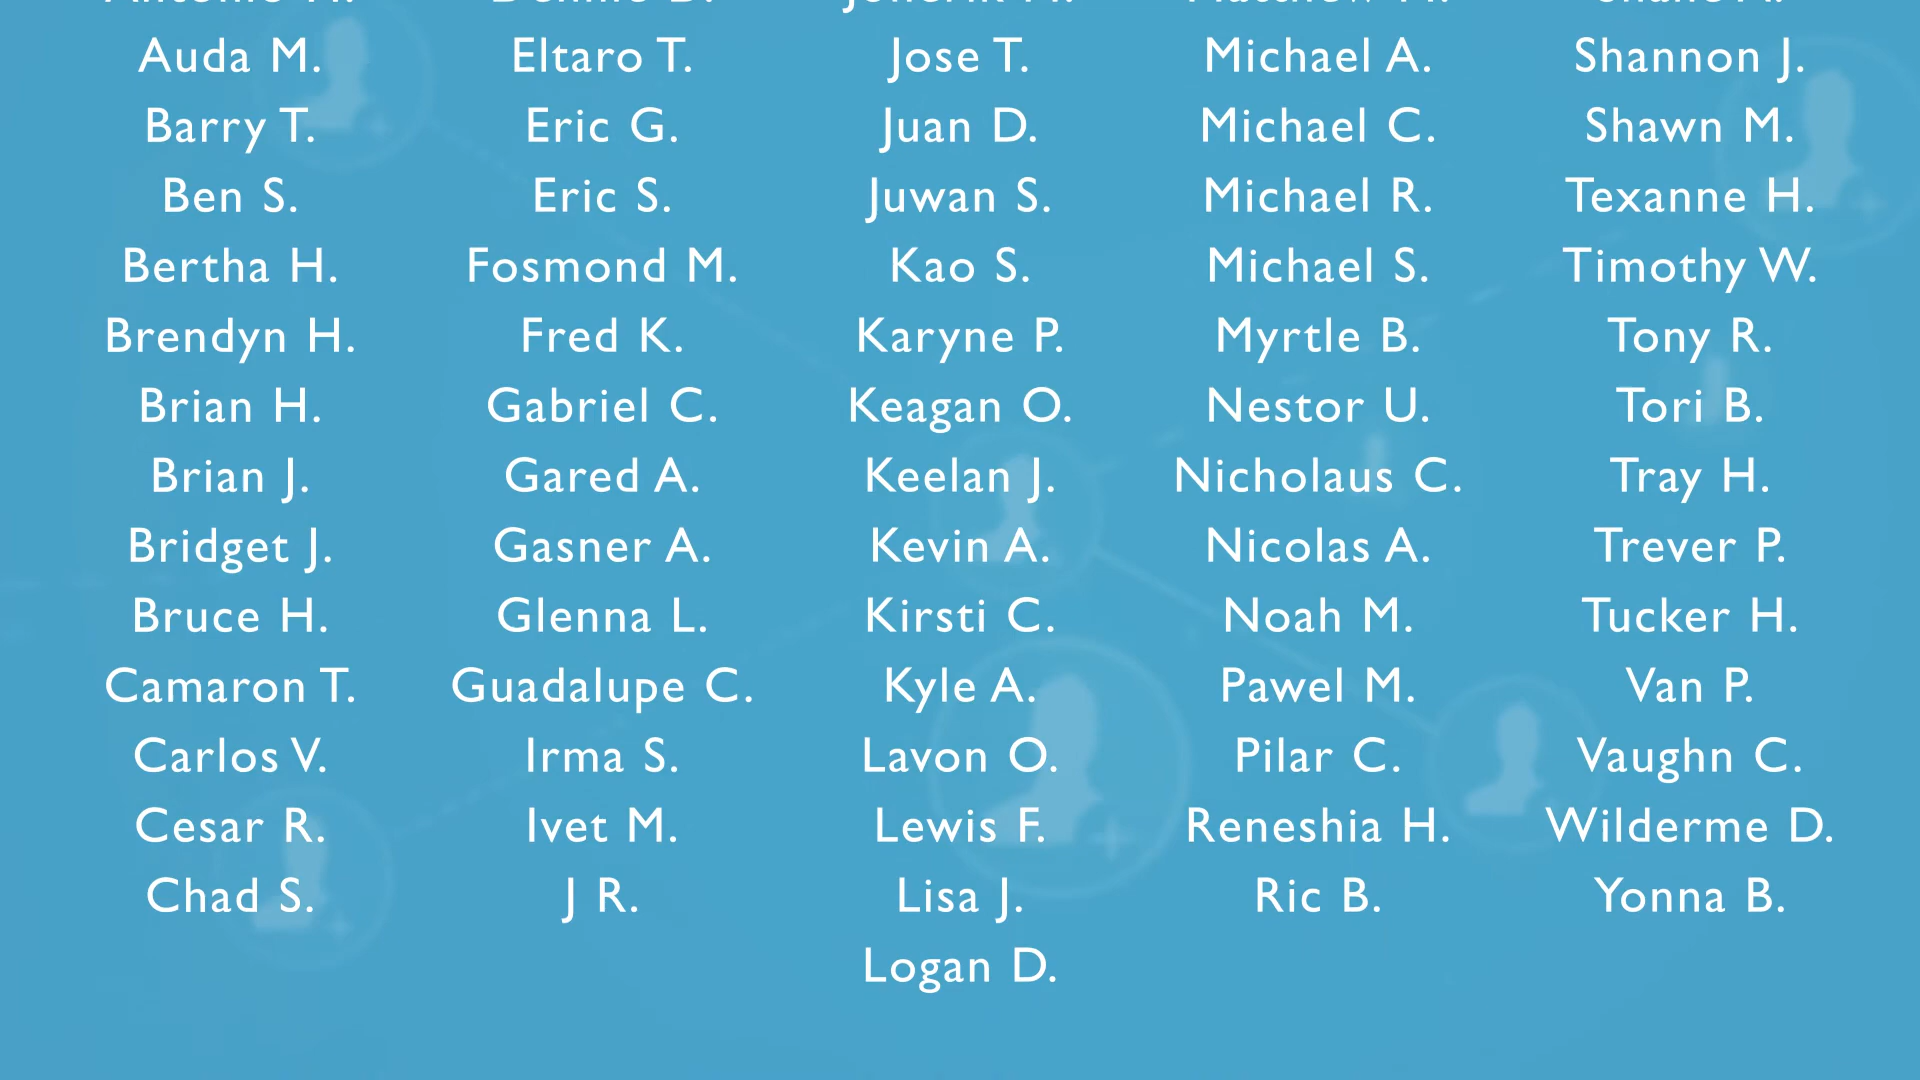 Auda M. Eltaro T. Jose T. Michael A. Shannon J.
Barry T. Eric G. Juan D. Michael C. Shawn M.
Ben S. Eric S. Juwan S. Michael R. Texanne H.
Bertha H. Fosmond M. Kao S. Michael S. Timothy W.
Brendyn H. Fred K. Karyne P. Myrtle B. Tony R.
Brian H. Gabriel C. Keagan O. Nestor U. Tori B.
Brian J. Gared A. Keelan J. Nicholaus C. Tray H.
Bridget J. Gasner A. Kevin A. Nicolas A. Trever P.
Bruce H. Glenna L. Kirsti C. Noah M. Tucker H.
Camaron T. Guadalupe C. Kyle A. Pawel M. Van P.
Carlos V. Irma S. Lavon O. Pilar C. Vaughn C.
Cesar R. Ivet M. Lewis F. Reneshia H. Wilderme D.
Chad S. J R. Lisa J. Ric B. Yonna B.
Logan D.